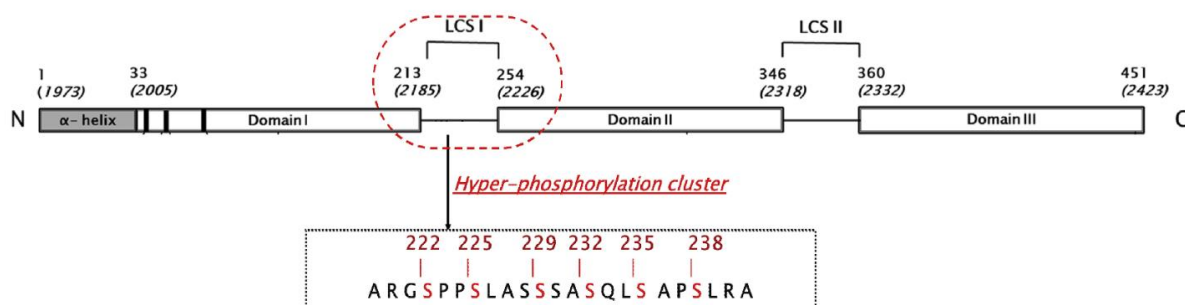 LCS I LCS II
1 33 213 254 346 360 451
(1973) (2005) (2185) (2226) (2318) (2332) (2423)
N α- helix Domain I Domain II Domain III C
Hyper-phosphorylation cluster
222 225 229 232 235 238
A R G S P P S L A S S S A S Q L S A P S L R A